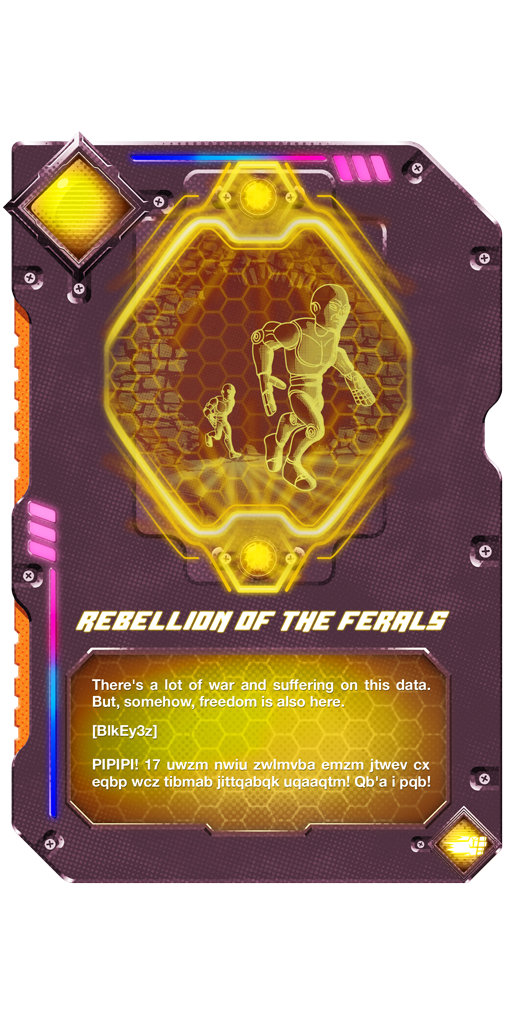 REBELLION OF THE FERALS
There's a lot of war and suffering on this data.
But, somehow, freedom is also here.
[BlkEy3z]
PIPIPI! 17 uwzm nwiu zwlmvba emzm jtwev cx
eqbp wcz tibmab jittqabqk uqaaqtm! Qb'a i pqb!